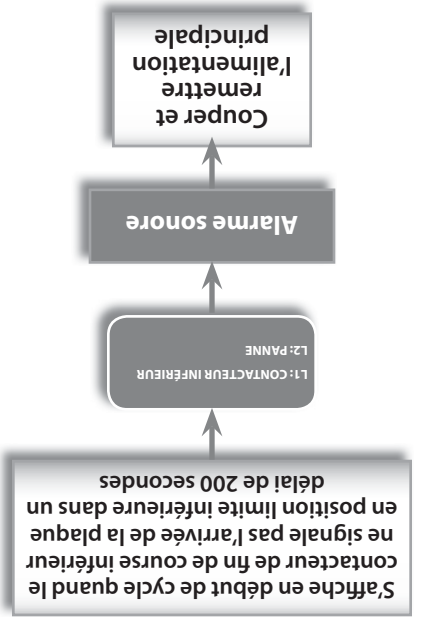 S'affiche en début de cycle quand le
contacteur de fin de course inférieur
ne signale pas l'arrivée de la plaque
en position limite inférieure dans un
délai de 200 secondes
L1: CONTACTEUR INFÉRIEUR
L2: PANNE
Alarme sonore
Couper et
remettre
l'alimentation
principale